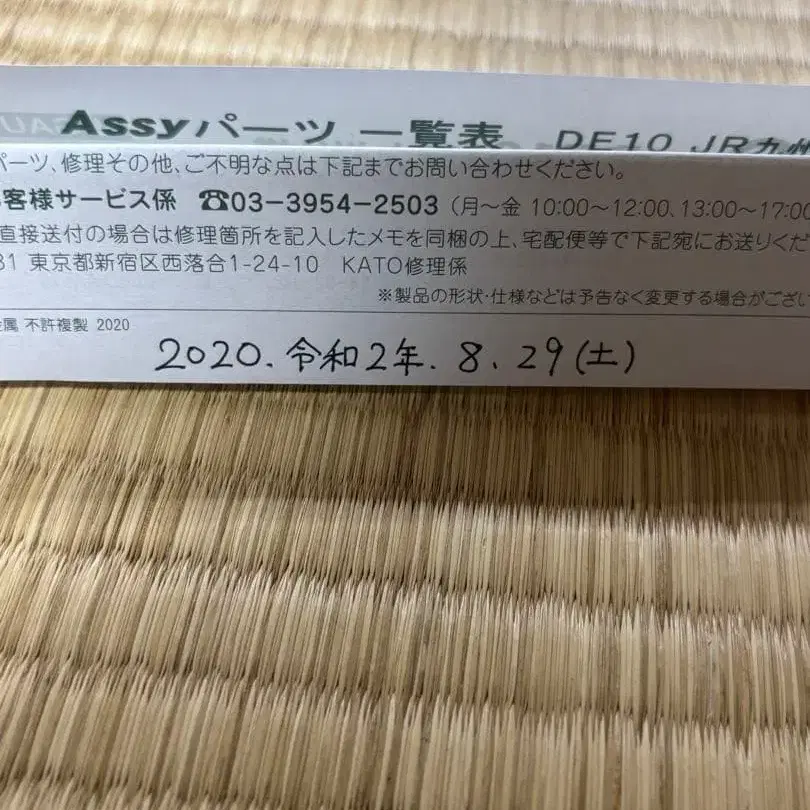 Assyパーツ 一覧表 DE10 JR九州
パーツ、修理その他、ご不明な点は下記までお問い合わせください。
客様サービス係 ☎03-3954-2503 (月～金 10:00～12:00、13:00～17:00
直接送付の場合は修理箇所を記入したメモを同梱の上、宅配便等で下記宛にお送りくだ
31 東京都新宿区西落合1-24-10 KATO修理係
※製品の形状・仕様などは予告なく変更する場合がござい
金属 不許複製 2020
2020. 令和2年. 8. 29(土)